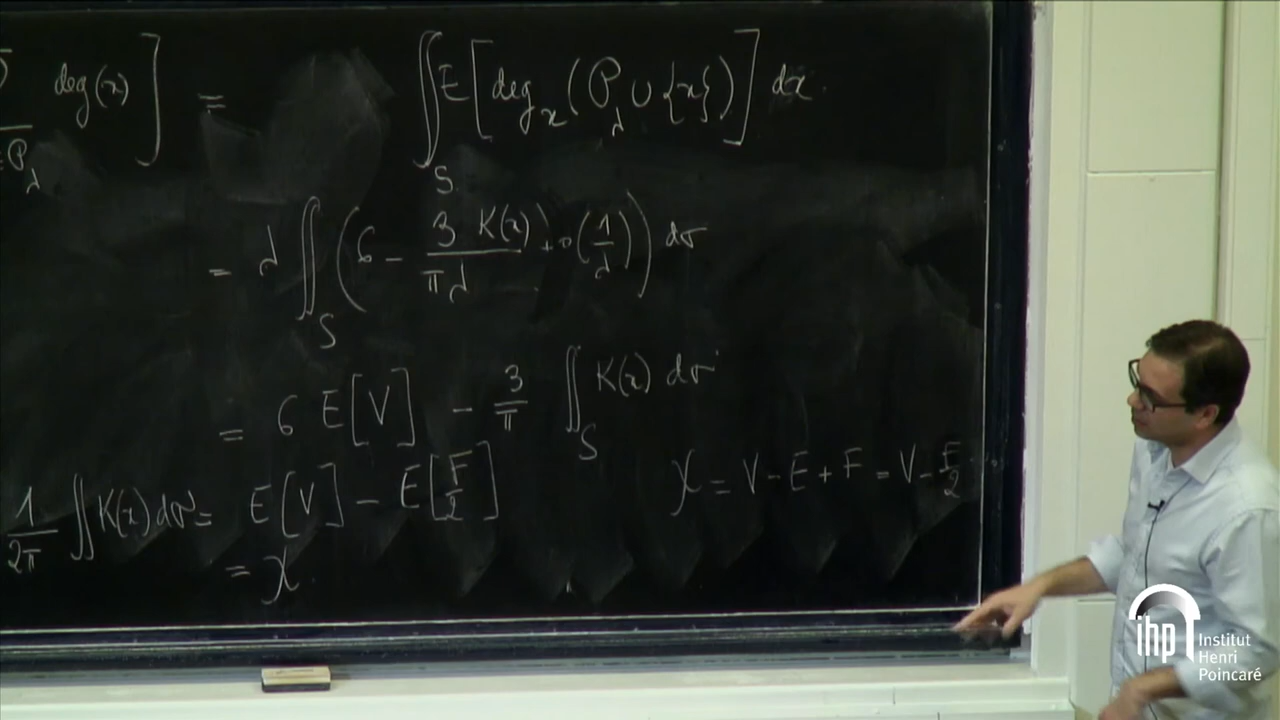 deg(x) ] = ∬_S E[ deg_x (P_λ ∪ {x}) ] dx.
∈ P_λ
= λ ∬_S ( 6 - 3 K(x) / πλ + o(1/λ) ) dσ
= 6 E[V] - 3/π ∬_S K(x) dσ
1/2π ∬ K(x) dσ = E[V] - E[F/2]
χ = V - E + F = V - F/2
= χ.
ihp Institut
Henri
Poincaré